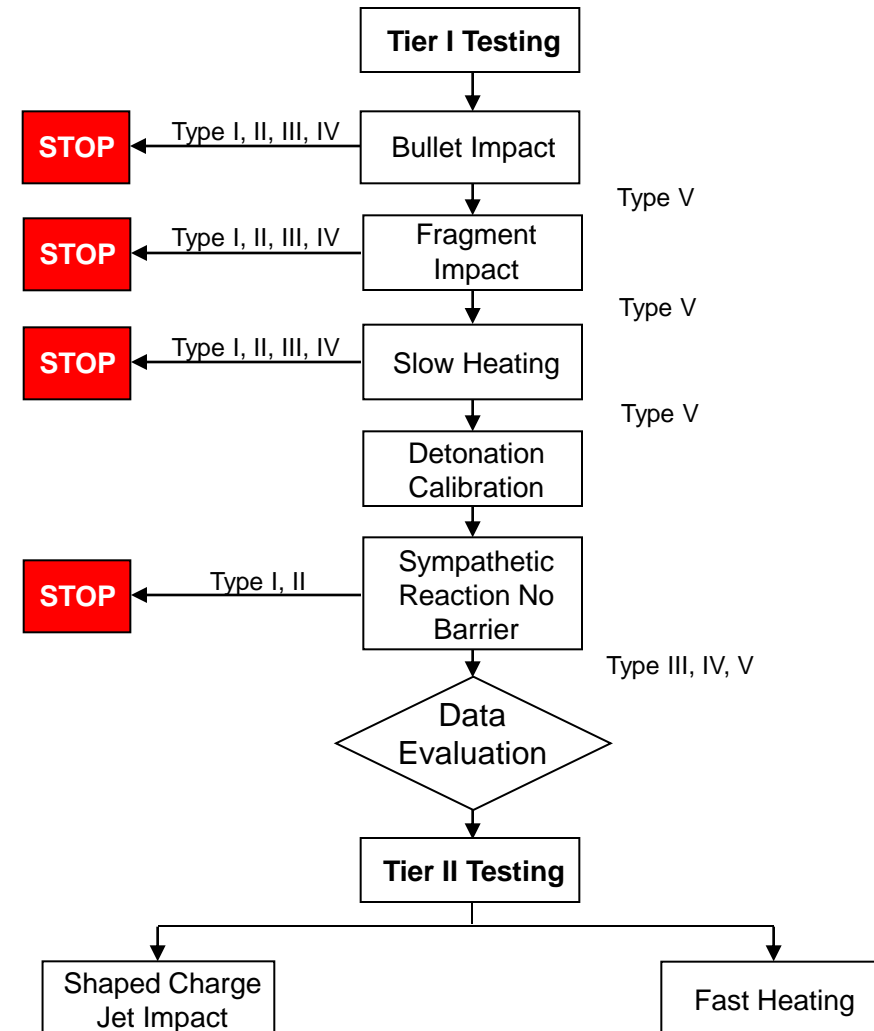 Tier I Testing
STOP
Type I, II, III, IV
Bullet Impact
Type V
STOP
Type I, II, III, IV
Fragment
Impact
Type V
STOP
Type I, II, III, IV
Slow Heating
Type V
Detonation
Calibration
STOP
Type I, II
Sympathetic
Reaction No
Barrier
Type III, IV, V
Data
Evaluation
Tier II Testing
Shaped Charge
Jet Impact
Fast Heating